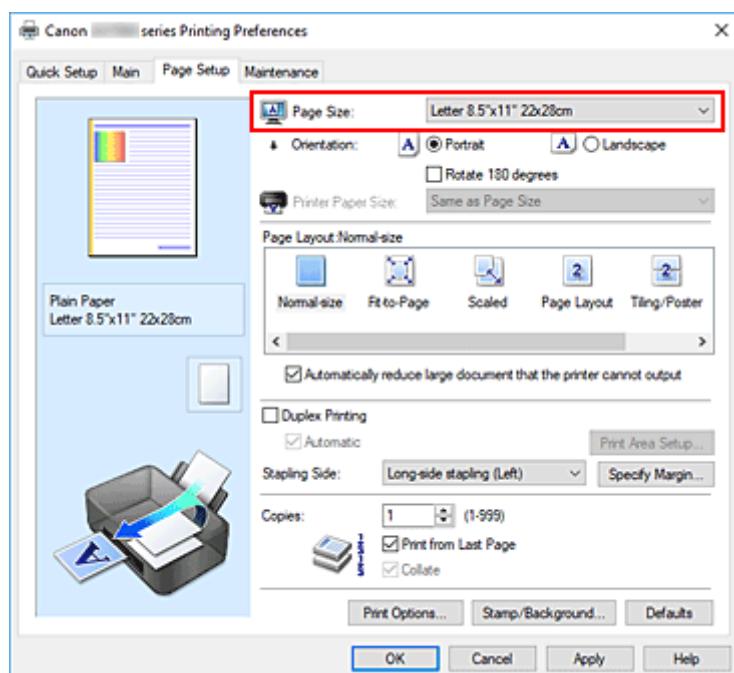 Canon series Printing Preferences
Quick Setup Main Page Setup Maintenance
Page Size: Letter 8.5"x11" 22x28cm
Orientation: A Portrait A Landscape
Rotate 180 degrees
Printer Paper Size: Same as Page Size
Page Layout:Normal-size
Normal-size Fit-to-Page Scaled Page Layout Tiling/Poster
Plain Paper
Letter 8.5"x11" 22x28cm
Automatically reduce large document that the printer cannot output
Duplex Printing
Automatic Print Area Setup...
Stapling Side: Long-side stapling (Left) Specify Margin...
Copies: 1 (1-999)
Print from Last Page
Collate
Print Options... Stamp/Background... Defaults
OK Cancel Apply Help